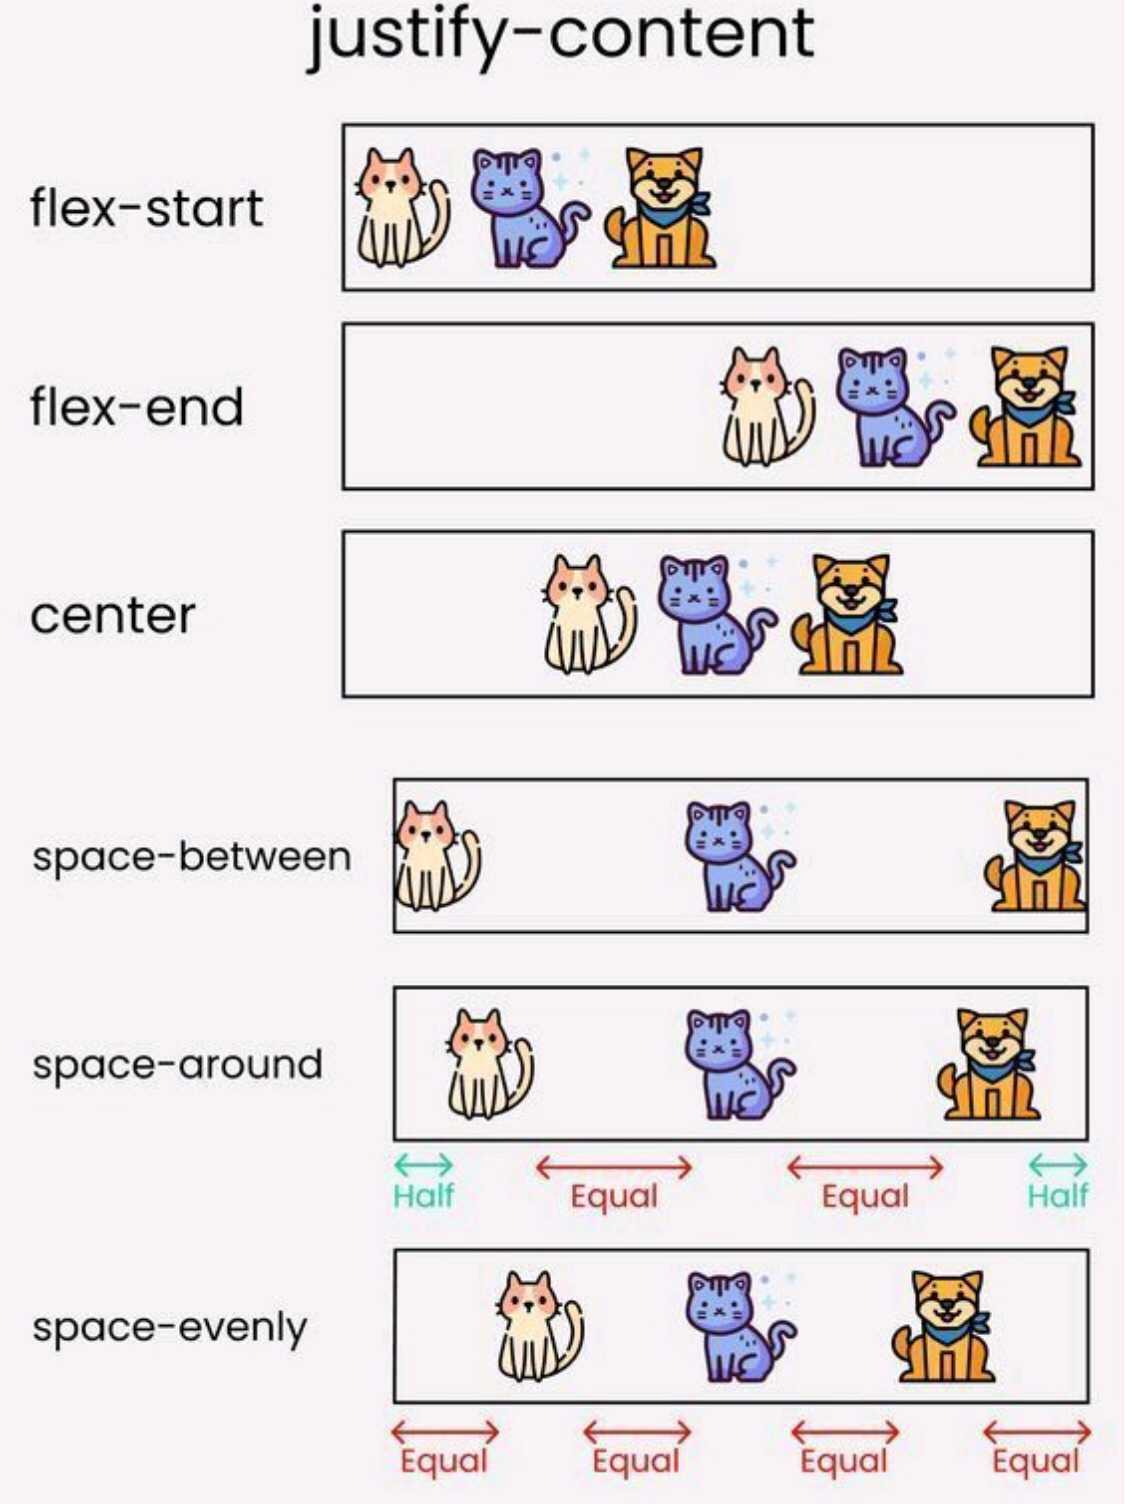 justify-content
flex-start
flex-end
center
space-between
space-around
Half Equal Equal Half
space-evenly
Equal Equal Equal Equal